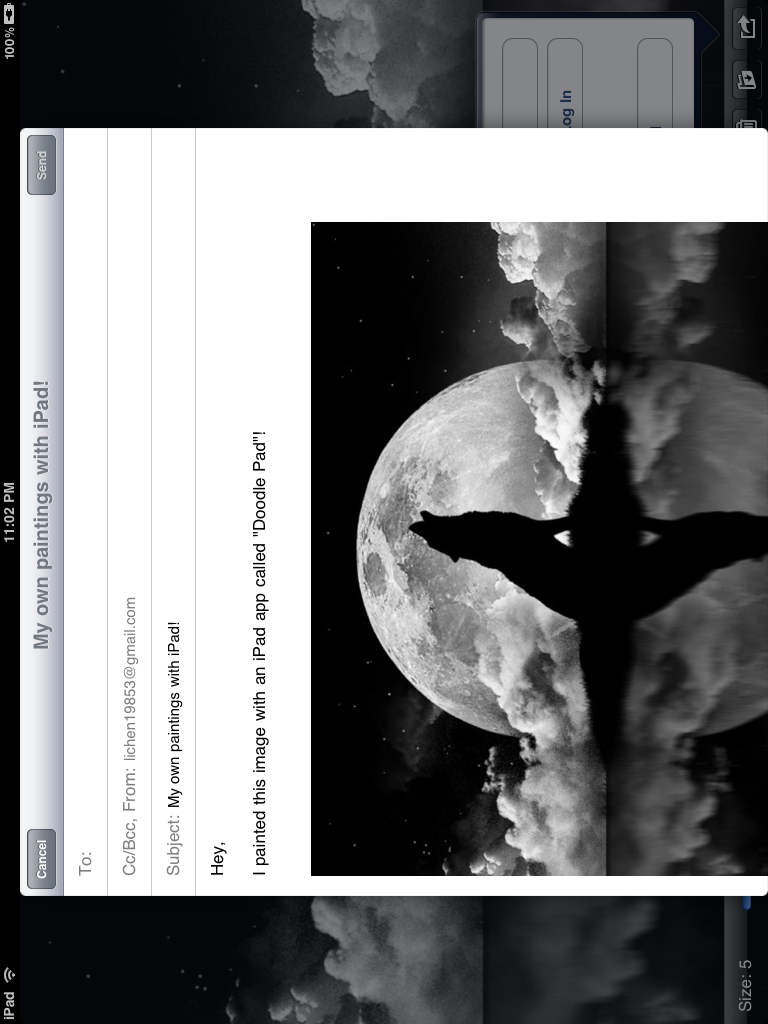 iPad 11:02 PM 100%
Cancel My own paintings with iPad! Send
To:
Cc/Bcc, From: lichen19853@gmail.com
Subject: My own paintings with iPad!
Hey,
I painted this image with an iPad app called "Doodle Pad"!
In
Size: 5